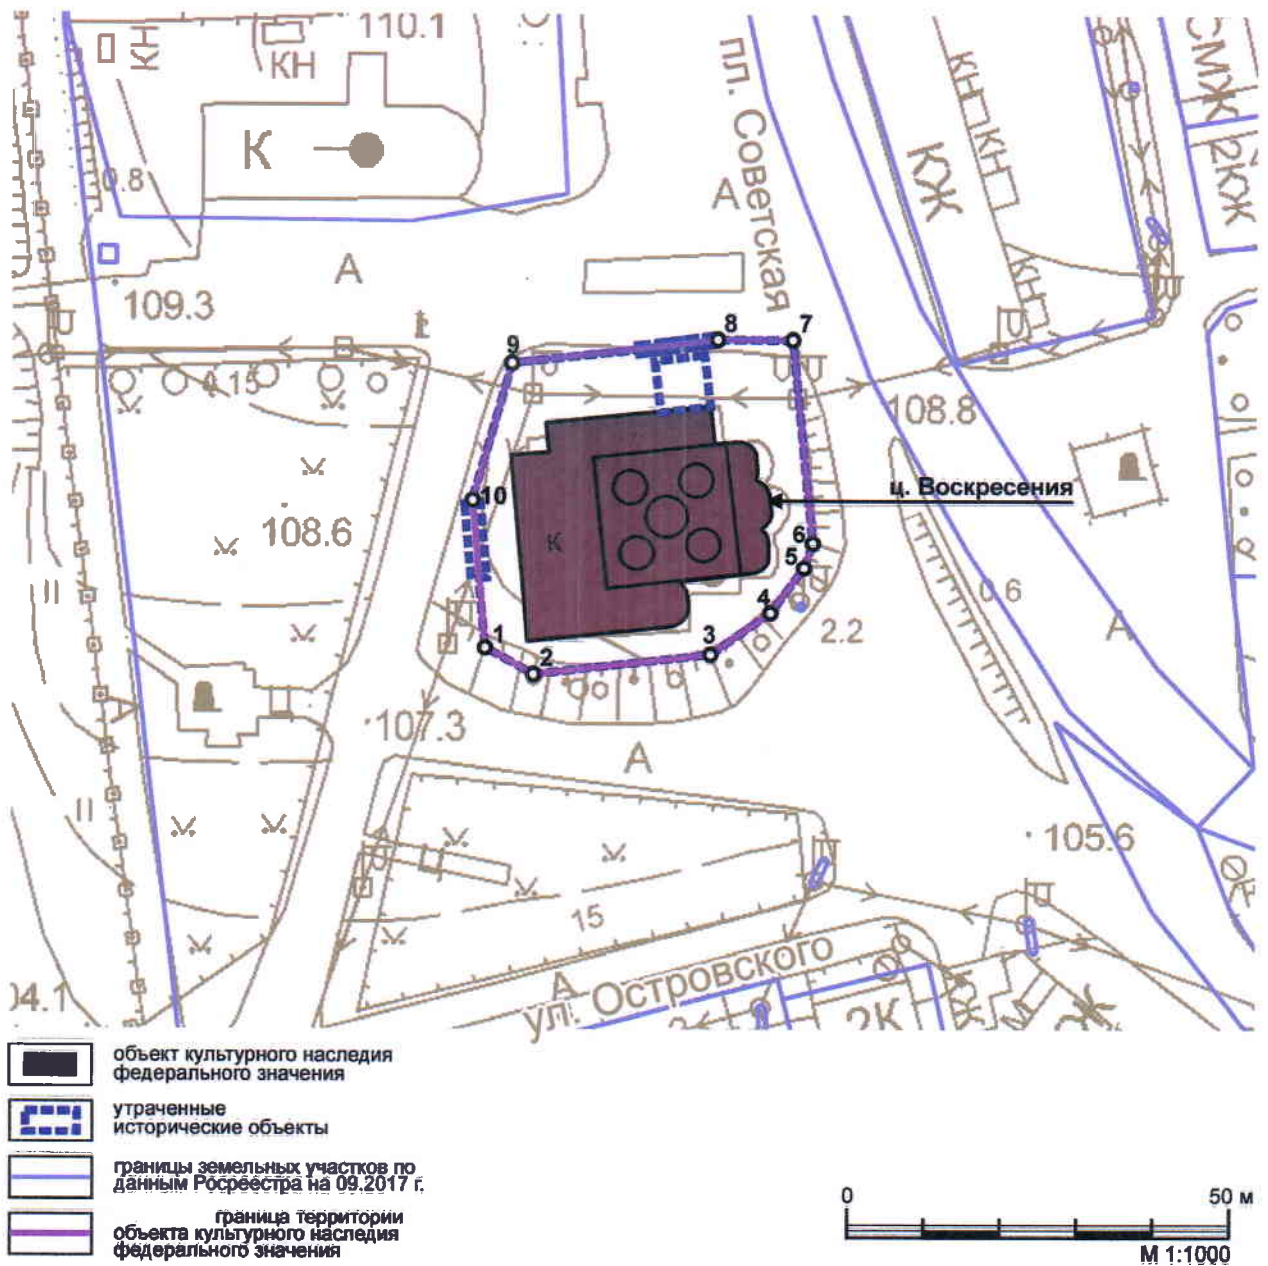 110.1
КН
КН
К
0.8
А
109.3
пл. Советская
А
КЖ
КН
КН
КН
СМЖ
2КЖ
0.15
9
8
7
108.8
ц. Воскресения
10
К
108.6
6
5
4
3
2
1
2.2
0.6
А
107.3
А
105.6
15
А
ул. Островского
2К
04.1
объект культурного наследия
федерального значения
утраченные
исторические объекты
границы земельных участков по
данным Росреестра на 09.2017 г.
граница территории
объекта культурного наследия
федерального значения
0
50 м
М 1:1000